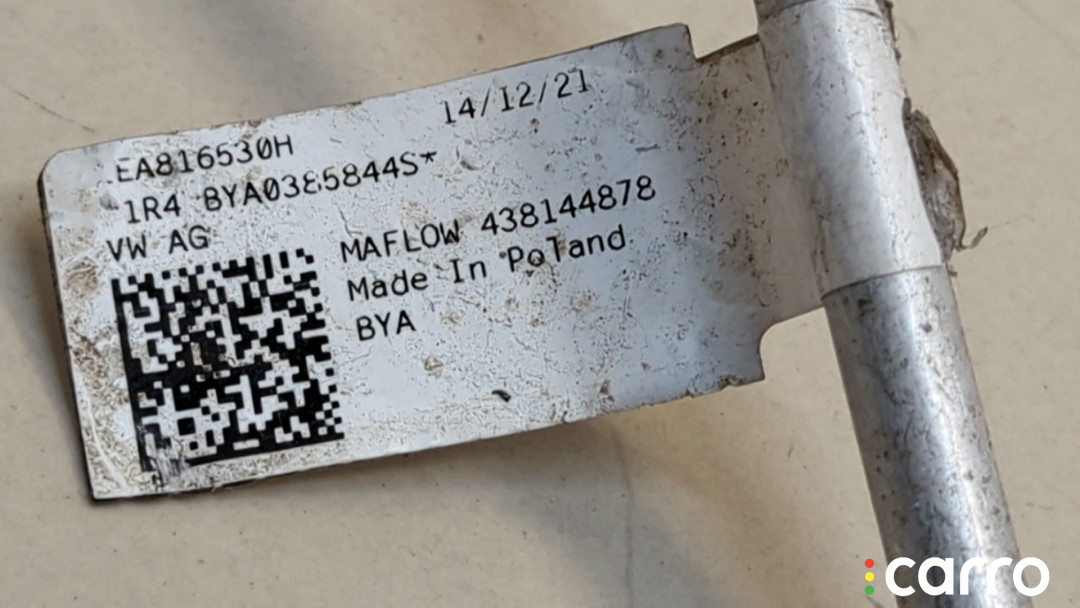 14/12/21
EA816530H
1R4 BYA0385844S*
VW AG
MAFLOW 438144878
Made In Poland
BYA
carro